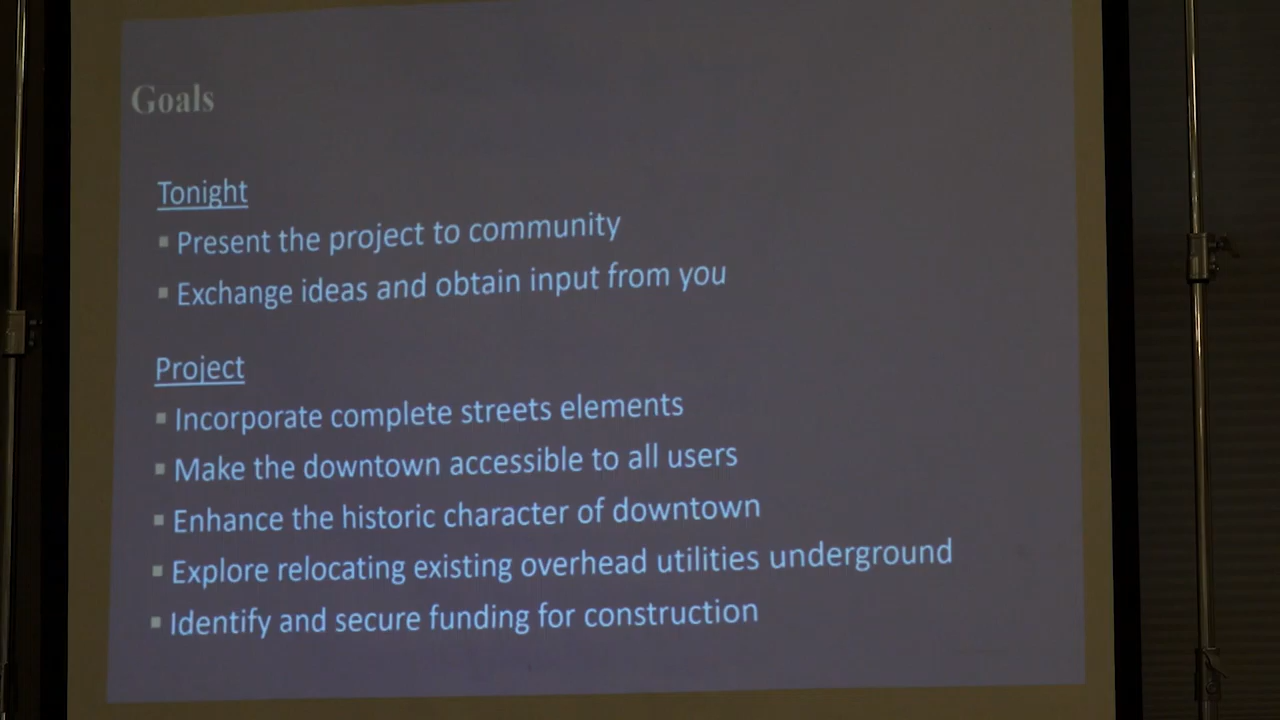 Goals
Tonight
▪ Present the project to community
▪ Exchange ideas and obtain input from you
Project
▪ Incorporate complete streets elements
▪ Make the downtown accessible to all users
▪ Enhance the historic character of downtown
▪ Explore relocating existing overhead utilities underground
▪ Identify and secure funding for construction